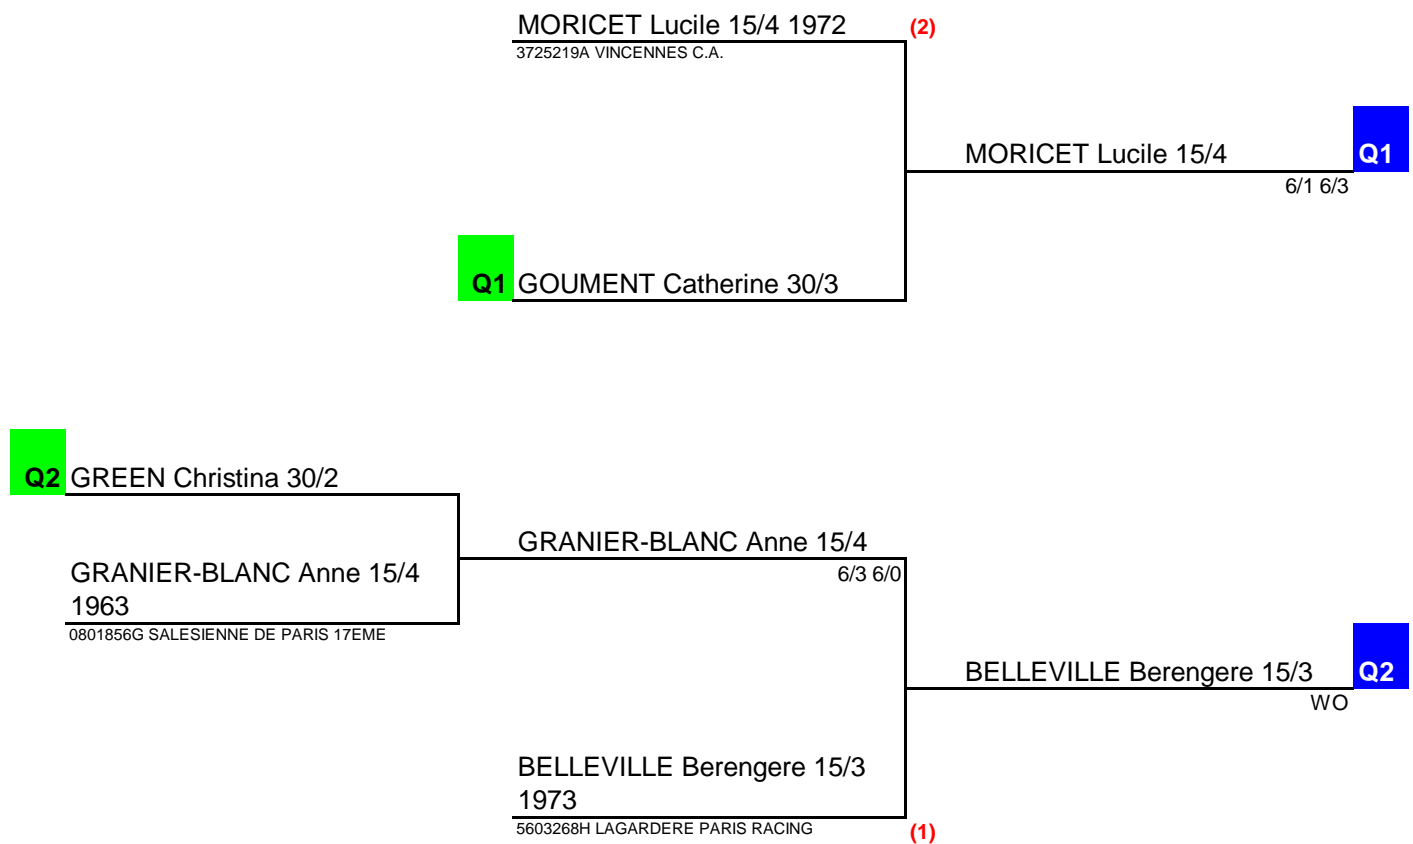 MORICET Lucile 15/4 1972
(2)
3725219A VINCENNES C.A.
MORICET Lucile 15/4
Q1
6/1 6/3
Q1 GOUMENT Catherine 30/3
Q2 GREEN Christina 30/2
GRANIER-BLANC Anne 15/4
6/3 6/0
GRANIER-BLANC Anne 15/4
1963
0801856G SALESIENNE DE PARIS 17EME
BELLEVILLE Berengere 15/3
Q2
WO
BELLEVILLE Berengere 15/3
1973
5603268H LAGARDERE PARIS RACING
(1)